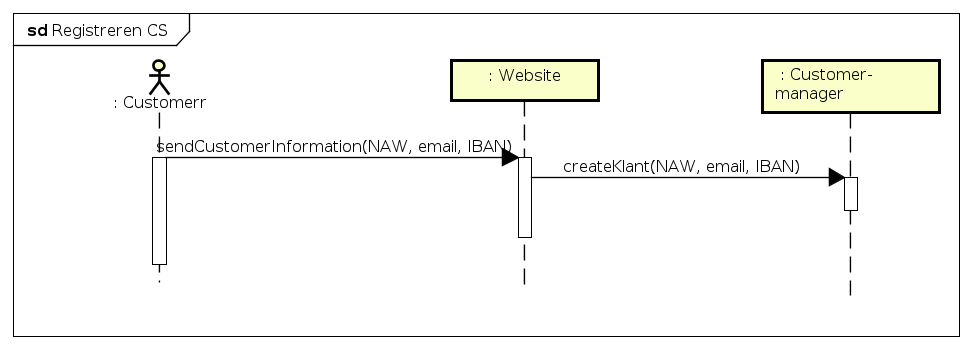 sd Registreren CS
: Customerr
: Website
: Customer-
manager
sendCustomerInformation(NAW, email, IBAN)
createKlant(NAW, email, IBAN)